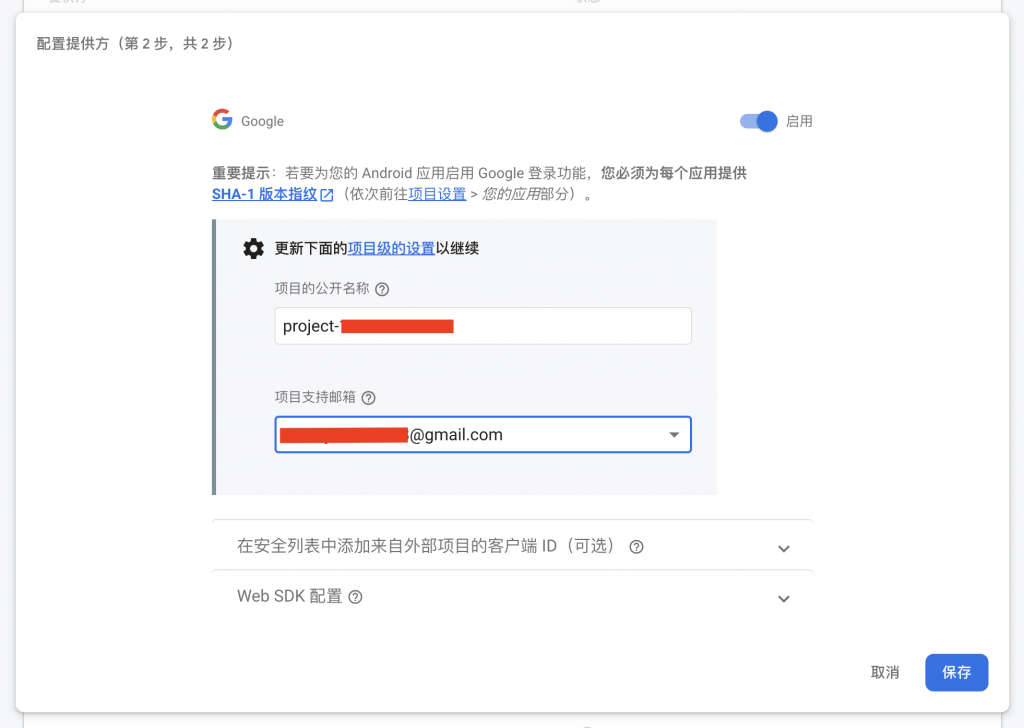 配置提供方（第 2 步，共 2 步）
Google
启用
重要提示：若要为您的 Android 应用启用 Google 登录功能，您必须为每个应用提供
SHA-1 版本指纹（依次前往项目设置 > 您的应用部分）。
更新下面的项目级的设置以继续
项目的公开名称
project-
项目支持邮箱
@gmail.com
在安全列表中添加来自外部项目的客户端 ID（可选）
Web SDK 配置
取消
保存